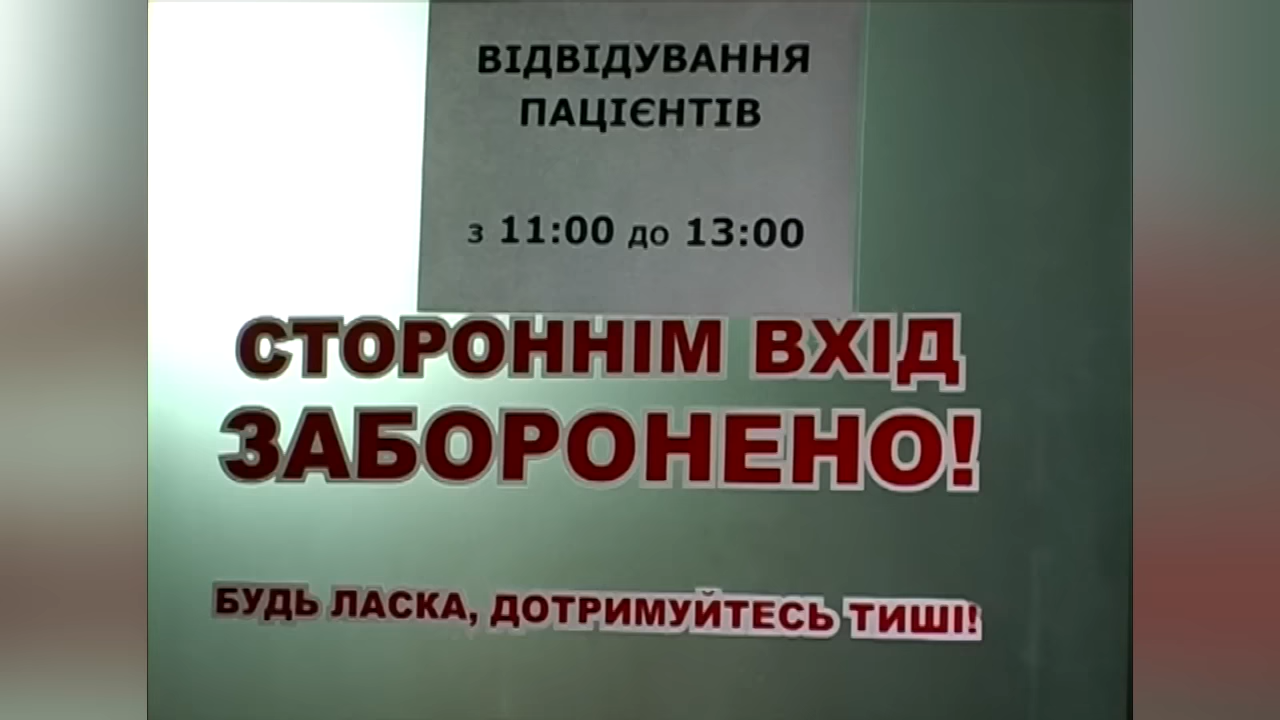 ВІДВІДУВАННЯ
ПАЦІЄНТІВ
з 11:00 до 13:00
СТОРОННІМ ВХІД
ЗАБОРОНЕНО!
БУДЬ ЛАСКА, ДОТРИМУЙТЕСЬ ТИШІ!